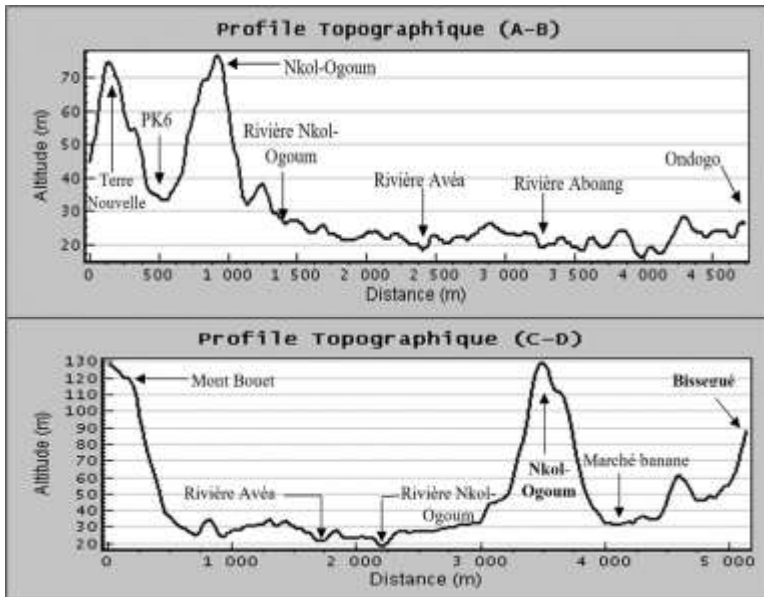 Profile Topographique (A-B)
Altitude (m)
70
60
50
40
30
20
Nkol-Ogoum
PK6
Terre
Nouvelle
Rivière Nkol-
Ogoum
Rivière Avéa
Rivière Aboang
Ondogo
0 500 1 000 1 500 2 000 2 500 3 000 3 500 4 000 4 500
Distance (m)
Profile Topographique (C-D)
Altitude (m)
130
120
110
100
90
80
70
60
50
40
30
20
Mont Bouet
Bissegué
Rivière Avéa
Rivière Nkol-
Ogoum
Nkol-
Ogoum
Marché banane
0 1 000 2 000 3 000 4 000 5 000
Distance (m)